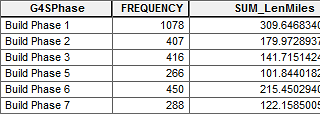 G4SPhase FREQUENCY SUM_LenMiles
Build Phase 1 1078 309.6468340
Build Phase 2 407 179.9728937
Build Phase 3 416 141.7151424
Build Phase 5 266 101.8440182
Build Phase 6 450 215.4502940
Build Phase 7 288 122.1585005